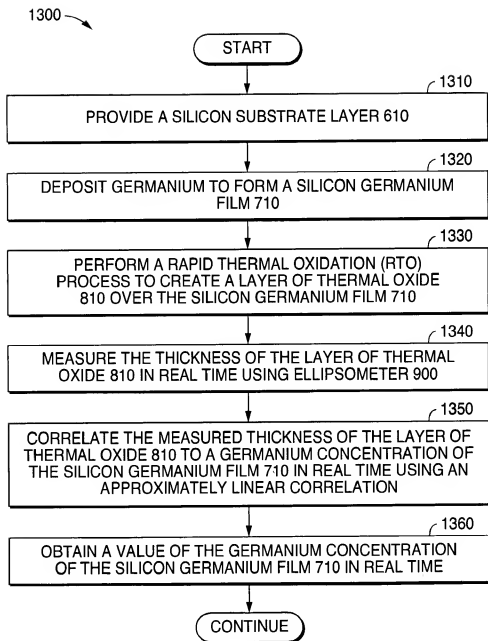 1300
START
1310
PROVIDE A SILICON SUBSTRATE LAYER 610
1320
DEPOSIT GERMANIUM TO FORM A SILICON GERMANIUM
FILM 710
1330
PERFORM A RAPID THERMAL OXIDATION (RTO)
PROCESS TO CREATE A LAYER OF THERMAL OXIDE
810 OVER THE SILICON GERMANIUM FILM 710
1340
MEASURE THE THICKNESS OF THE LAYER OF THERMAL
OXIDE 810 IN REAL TIME USING ELLIPSOMETER 900
1350
CORRELATE THE MEASURED THICKNESS OF THE LAYER OF
THERMAL OXIDE 810 TO A GERMANIUM CONCENTRATION
OF THE SILICON GERMANIUM FILM 710 IN REAL TIME USING AN
APPROXIMATELY LINEAR CORRELATION
1360
OBTAIN A VALUE OF THE GERMANIUM CONCENTRATION
OF THE SILICON GERMANIUM FILM 710 IN REAL TIME
CONTINUE